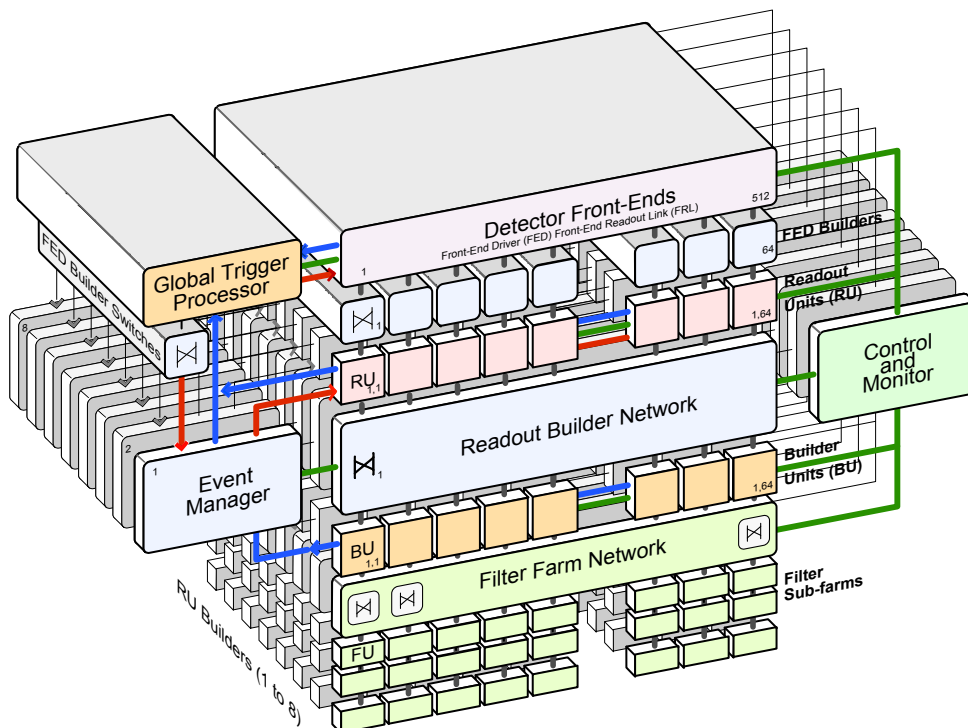 Detector Front-Ends
Front-End Driver (FED) Front-End Readout Link (FRL)
1
512
Global Trigger
Processor
FED Builder Switches
FED Builders
64
1
Readout
Units (RU)
RU
1,1
1,64
Control
and
Monitor
8
2
1
Event
Manager
Readout Builder Network
1
Builder
Units (BU)
BU
1,1
1,64
Filter Farm Network
Filter
Sub-farms
FU
RU Builders (1 to 8)